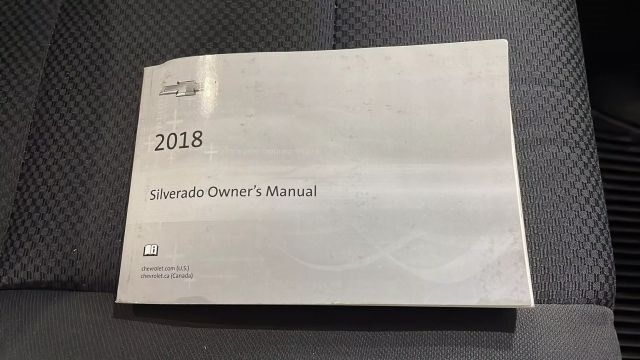 2018
Silverado Owner's Manual
chevrolet.com (U.S.)
chevrolet.ca (Canada)